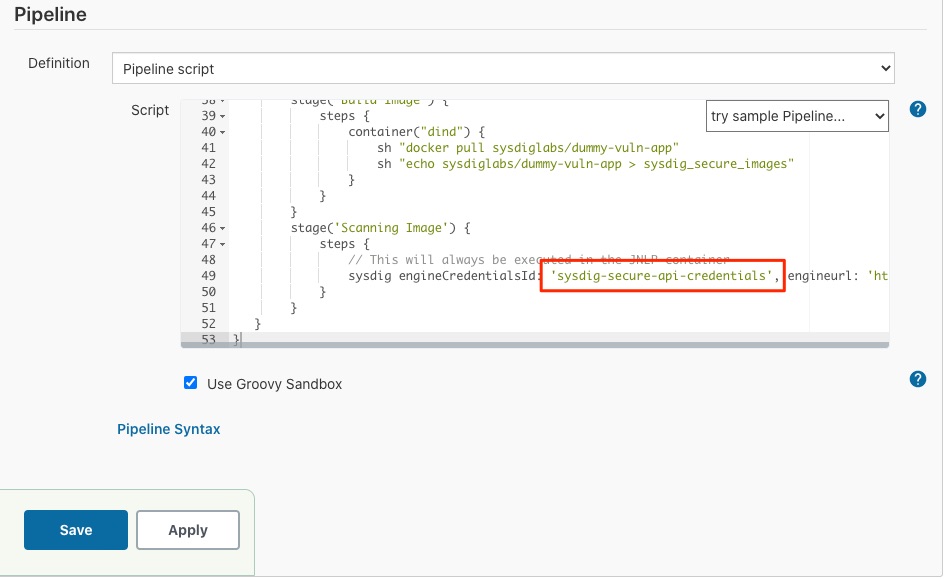 Pipeline
Definition
Pipeline script
Script
try sample Pipeline...
38 stage('Build Image') {
39 steps {
40 container("dind") {
41 sh "docker pull sysdiglabs/dummy-vuln-app"
42 sh "echo sysdiglabs/dummy-vuln-app > sysdig_secure_images"
43 }
44 }
45 }
46 stage('Scanning Image') {
47 steps {
48 // This will always be executed in the JNLP container
49 sysdig engineCredentialsId: 'sysdig-secure-api-credentials', engineurl: 'ht
50 }
51 }
52 }
53 }
Use Groovy Sandbox
Pipeline Syntax
Save
Apply